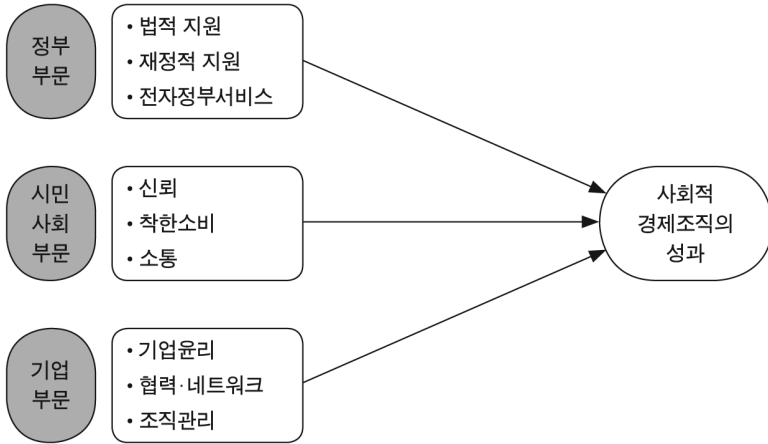 정부
부문
• 법적 지원
• 재정적 지원
• 전자정부서비스
시민
사회
부문
• 신뢰
• 착한소비
• 소통
사회적
경제조직의
성과
기업
부문
• 기업윤리
• 협력·네트워크
• 조직관리